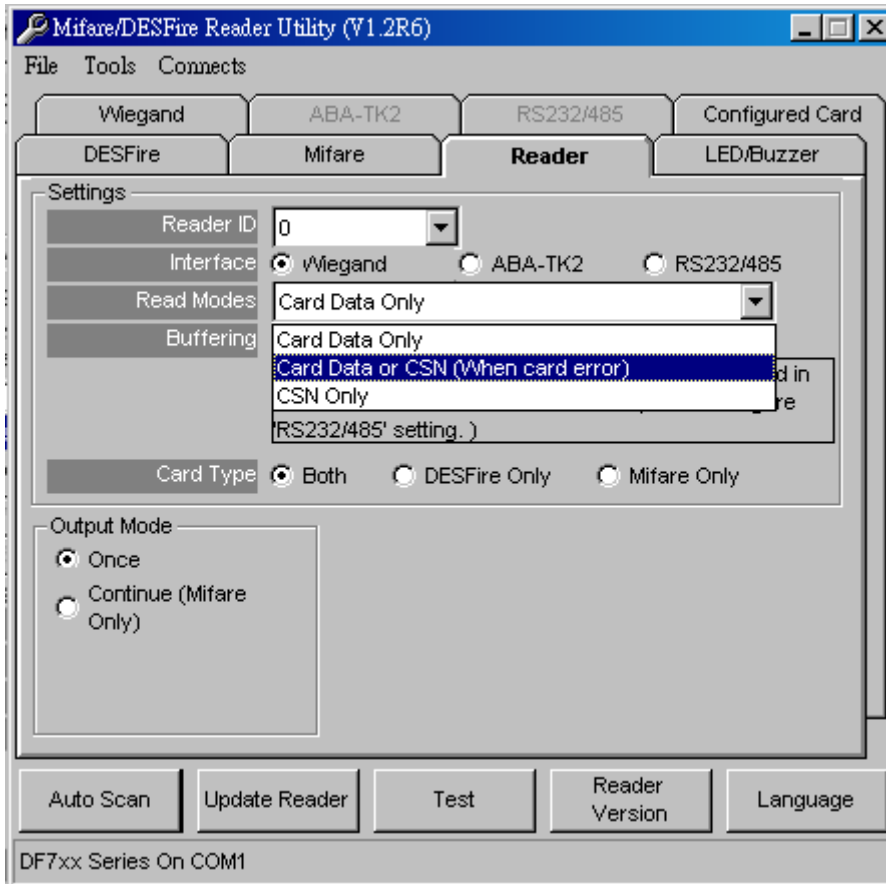 Mifare/DESFire Reader Utility (V1.2R6)
File Tools Connects
Wiegand ABA-TK2 RS232/485 Configured Card
DESFire Mifare Reader LED/Buzzer
Settings
Reader ID 0
Interface Wiegand ABA-TK2 RS232/485
Read Modes Card Data Only
Buffering Card Data Only
Card Data or CSN (When card error)
d in
CSN Only
re
'RS232/485' setting. )
Card Type Both DESFire Only Mifare Only
Output Mode
Once
Continue (Mifare
Only)
Auto Scan Update Reader Test Reader
Version Language
DF7xx Series On COM1